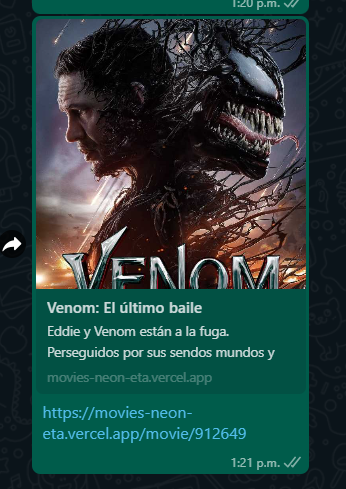 1:20 p.m.
VENOM
Venom: El último baile
Eddie y Venom están a la fuga.
Perseguidos por sus sendos mundos y
movies-neon-eta.vercel.app
https://movies-neon-
eta.vercel.app/movie/912649
1:21 p.m.